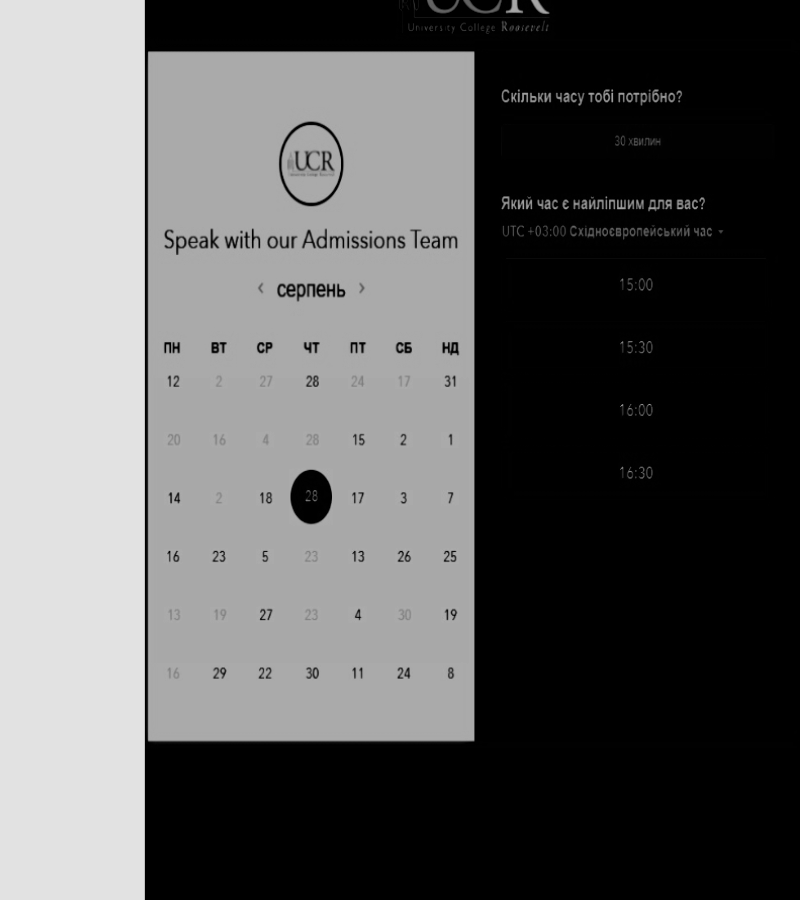 UCR
University College Roosevelt
UCR
Speak with our Admissions Team
‹ серпень ›
ПН ВТ СР ЧТ ПТ СБ НД
12 2 27 28 24 17 31
20 16 4 28 15 2 1
14 2 18 28 17 3 7
16 23 5 23 13 26 25
13 19 27 23 4 30 19
16 29 22 30 11 24 8
Скільки часу тобі потрібно?
30 хвилин
Який час є найліпшим для вас?
UTC +03:00 Східноєвропейський час
15:00
15:30
16:00
16:30